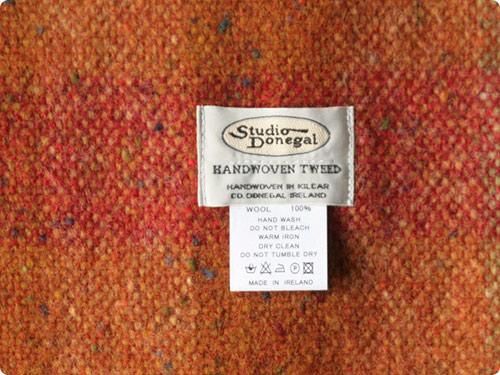 Studio
Donegal
HANDWOVEN TWEED
HANDWOVEN IN KILCAR
CO. DONEGAL IRELAND
WOOL 100%
HAND WASH
DO NOT BLEACH
WARM IRON
DRY CLEAN
DO NOT TUMBLE DRY
MADE IN IRELAND